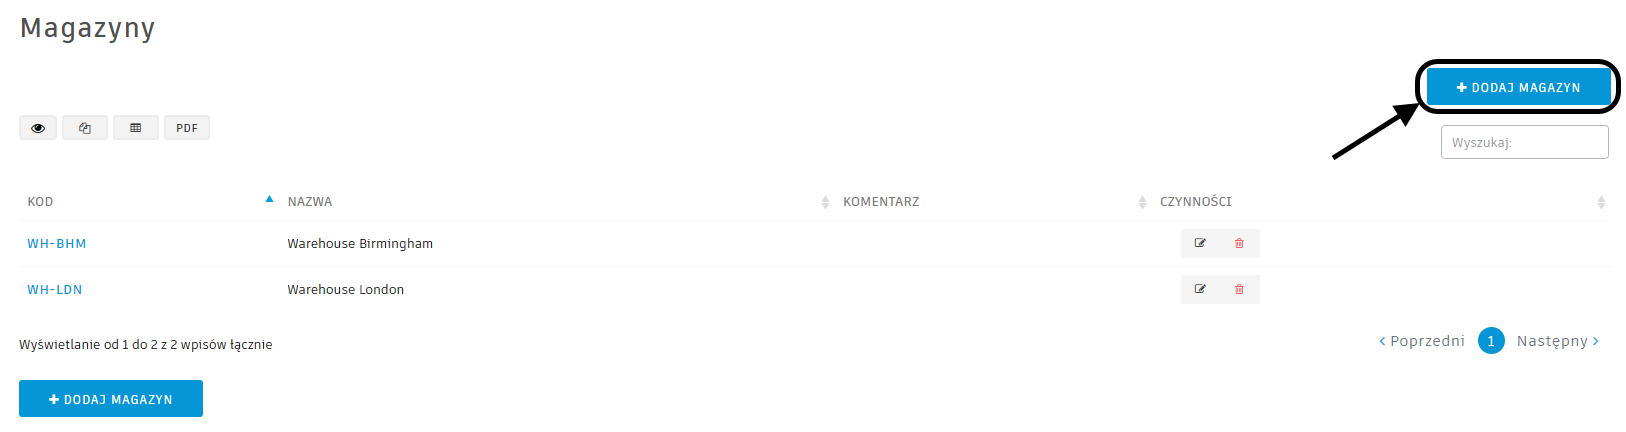 Magazyny
DODAJ MAGAZYN
PDF
Wyszukaj:
KOD NAZWA KOMENTARZ CZYNNOŚCI
WH-BHM Warehouse Birmingham
WH-LDN Warehouse London
Wyświetlanie od 1 do 2 z 2 wpisów łącznie
Poprzedni 1 Następny
DODAJ MAGAZYN